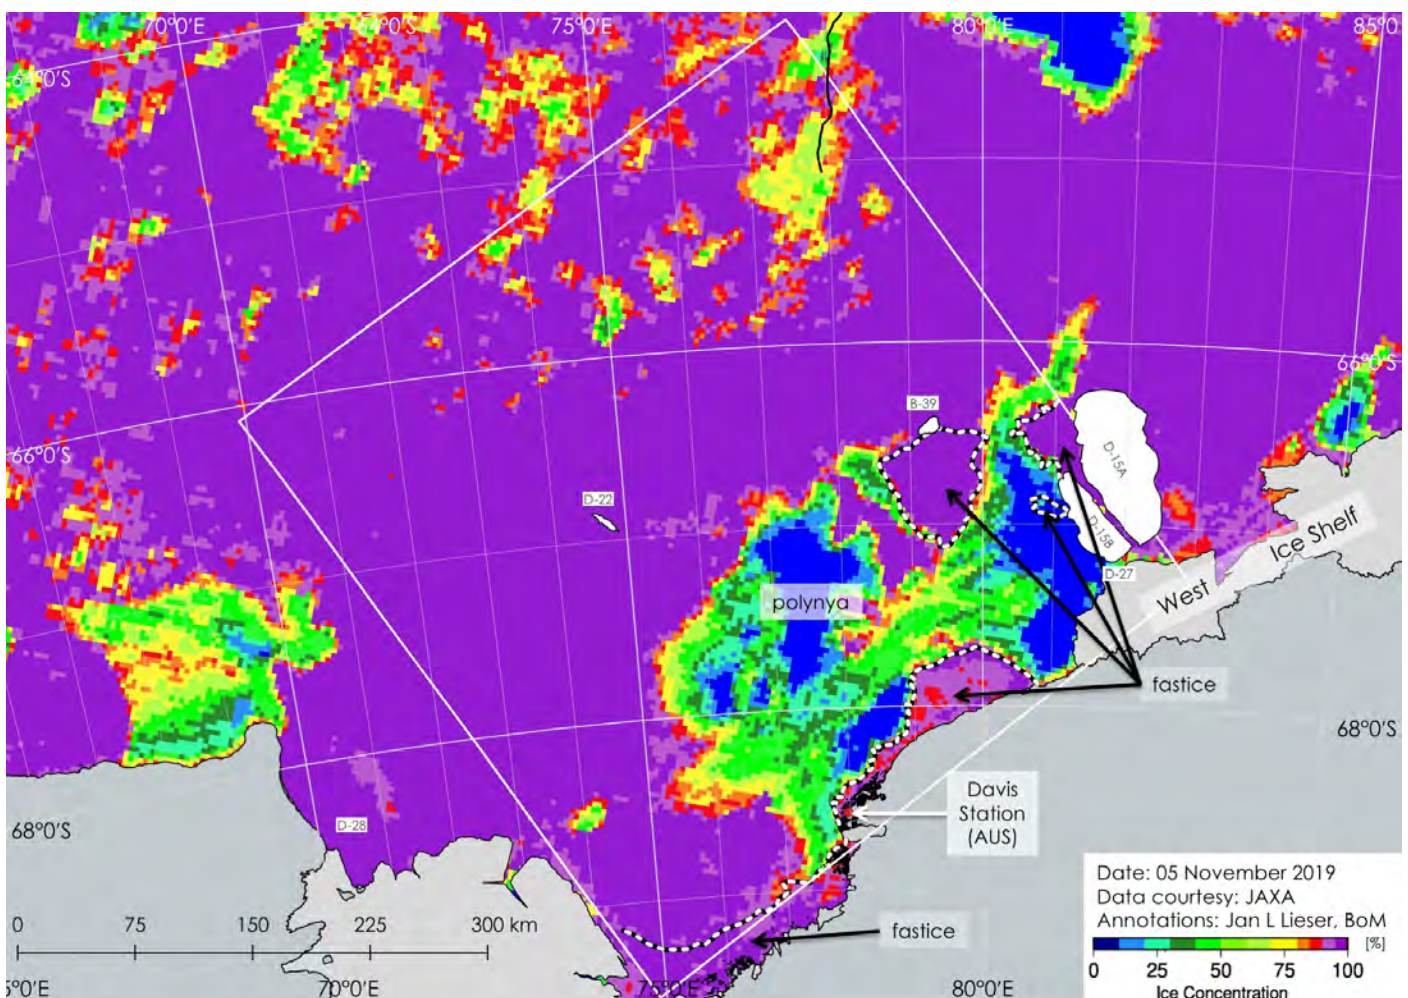 70°0'E
64°0'S
75°0'E
80°0'E
85°0
64°0'S
66°0'S
B-39
D-15A
66°0'S
D-22
D-15B
Ice Shelf
D-27
West
polynya
fastice
68°0'S
Davis
Station
(AUS)
68°0'S
D-28
0 75 150 225 300 km
fastice
Date: 05 November 2019
Data courtesy: JAXA
Annotations: Jan L Lieser, BoM
[%]
0 25 50 75 100
Ice Concentration
5°0'E
70°0'E
75°0'E
80°0'E